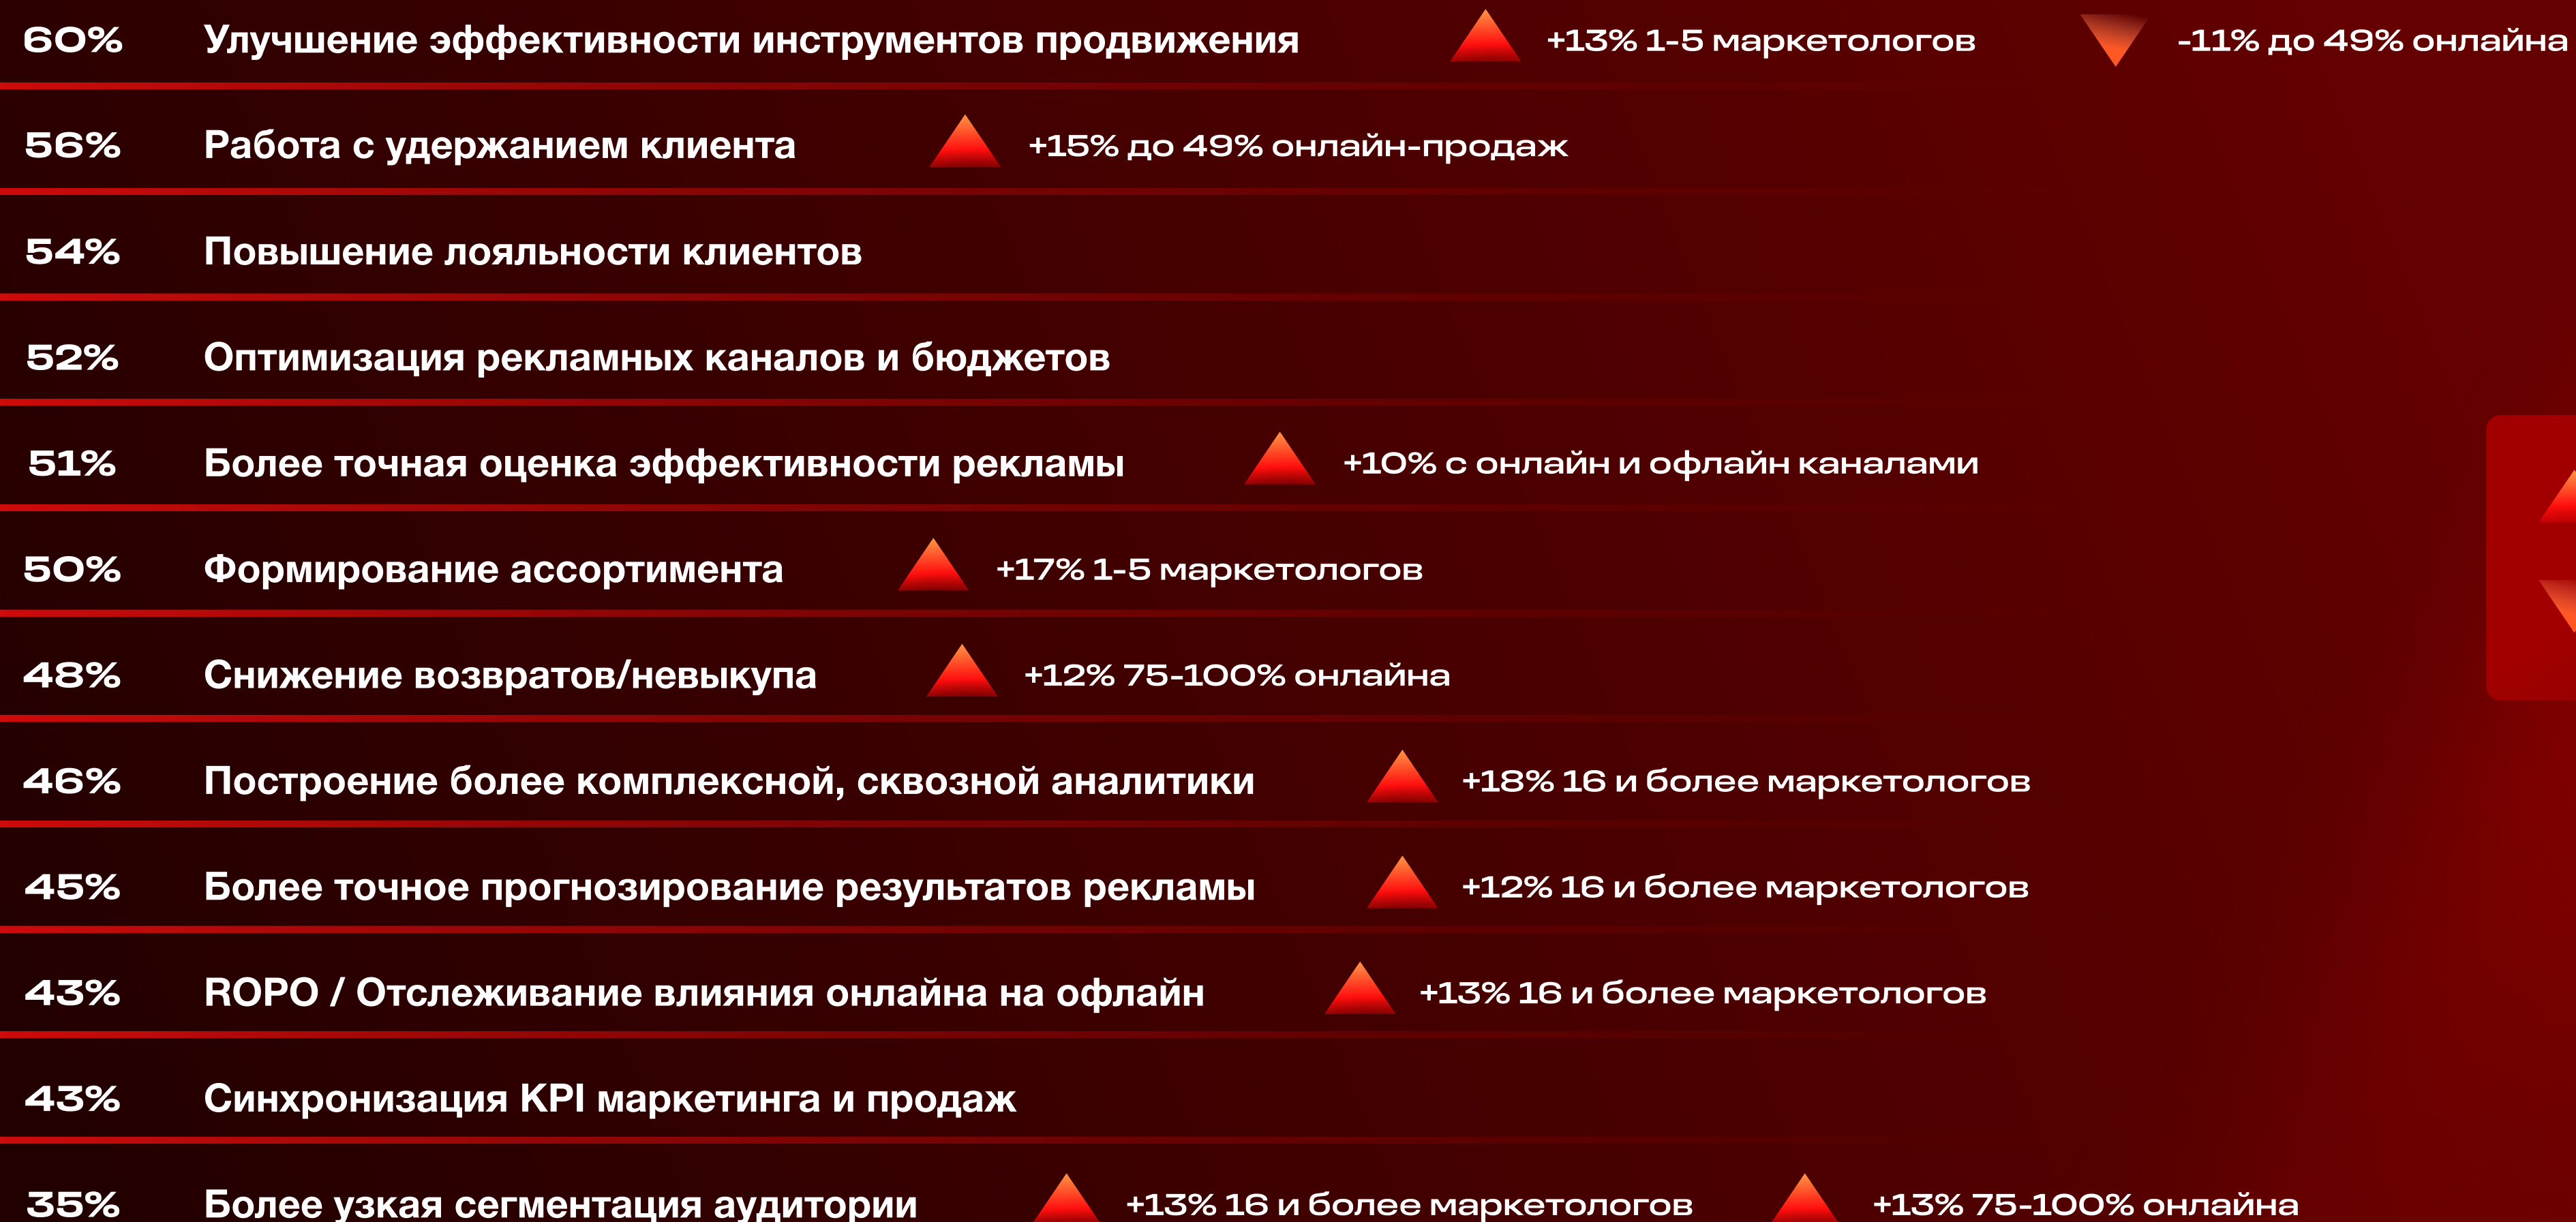 60% Улучшение эффективности инструментов продвижения +13% 1-5 маркетологов -11% до 49% онлайна
56% Работа с удержанием клиента +15% до 49% онлайн-продаж
54% Повышение лояльности клиентов
52% Оптимизация рекламных каналов и бюджетов
51% Более точная оценка эффективности рекламы +10% с онлайн и офлайн каналами
50% Формирование ассортимента +17% 1-5 маркетологов
48% Снижение возвратов/невыкупа +12% 75-100% онлайна
46% Построение более комплексной, сквозной аналитики +18% 16 и более маркетологов
45% Более точное прогнозирование результатов рекламы +12% 16 и более маркетологов
43% ROPO / Отслеживание влияния онлайна на офлайн +13% 16 и более маркетологов
43% Синхронизация KPI маркетинга и продаж
35% Более узкая сегментация аудитории +13% 16 и более маркетологов +13% 75-100% онлайна